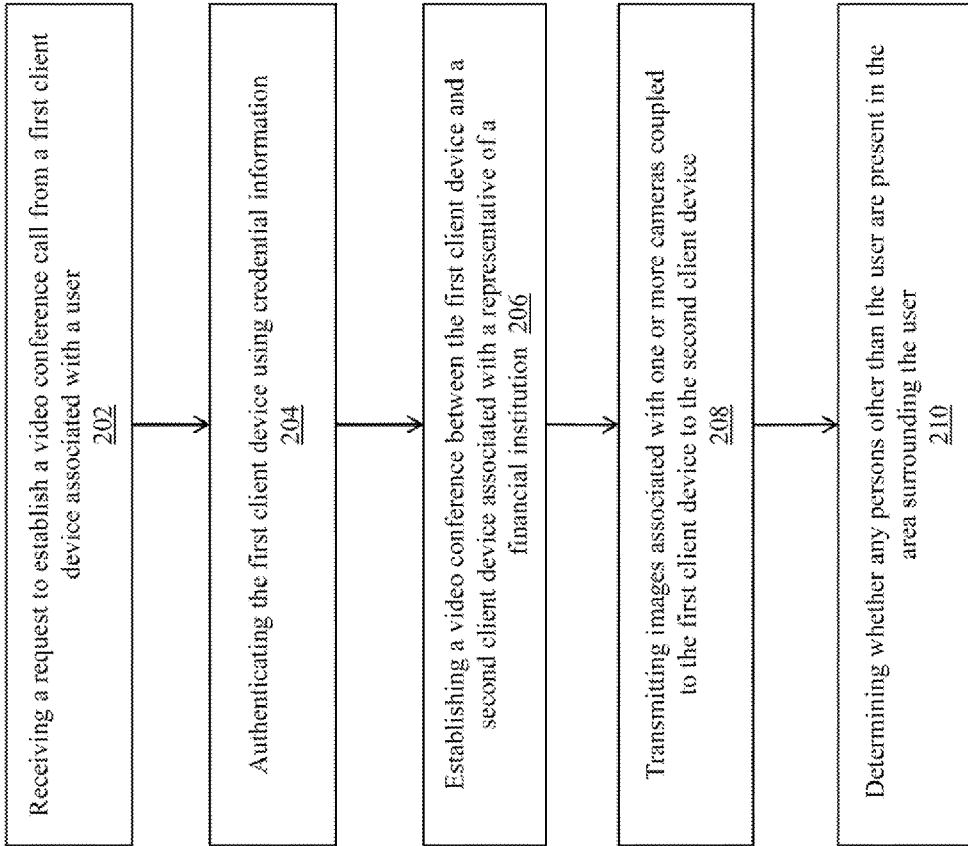 Receiving a request to establish a video conference call from a first client
device associated with a user
202
Authenticating the first client device using credential information
204
Establishing a video conference between the first client device and a
second client device associated with a representative of a
financial institution 206
Transmitting images associated with one or more cameras coupled
to the first client device to the second client device
208
Determining whether any persons other than the user are present in the
area surrounding the user
210